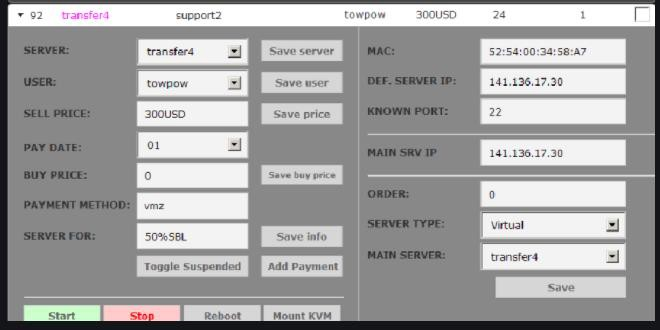 ▼ 92 transfer4 support2 towpow 300USD 24 1
SERVER: transfer4 Save server
USER: towpow Save user
SELL PRICE: 300USD Save price
PAY DATE: 01
BUY PRICE: 0 Save buy price
PAYMENT METHOD: vmz
SERVER FOR: 50%SBL Save info
Toggle Suspended Add Payment
Start Stop Reboot Mount KVM
MAC: 52:54:00:34:58:A7
DEF. SERVER IP: 141.136.17.30
KNOWN PORT: 22
MAIN SRV IP 141.136.17.30
ORDER: 0
SERVER TYPE: Virtual
MAIN SERVER: transfer4
Save